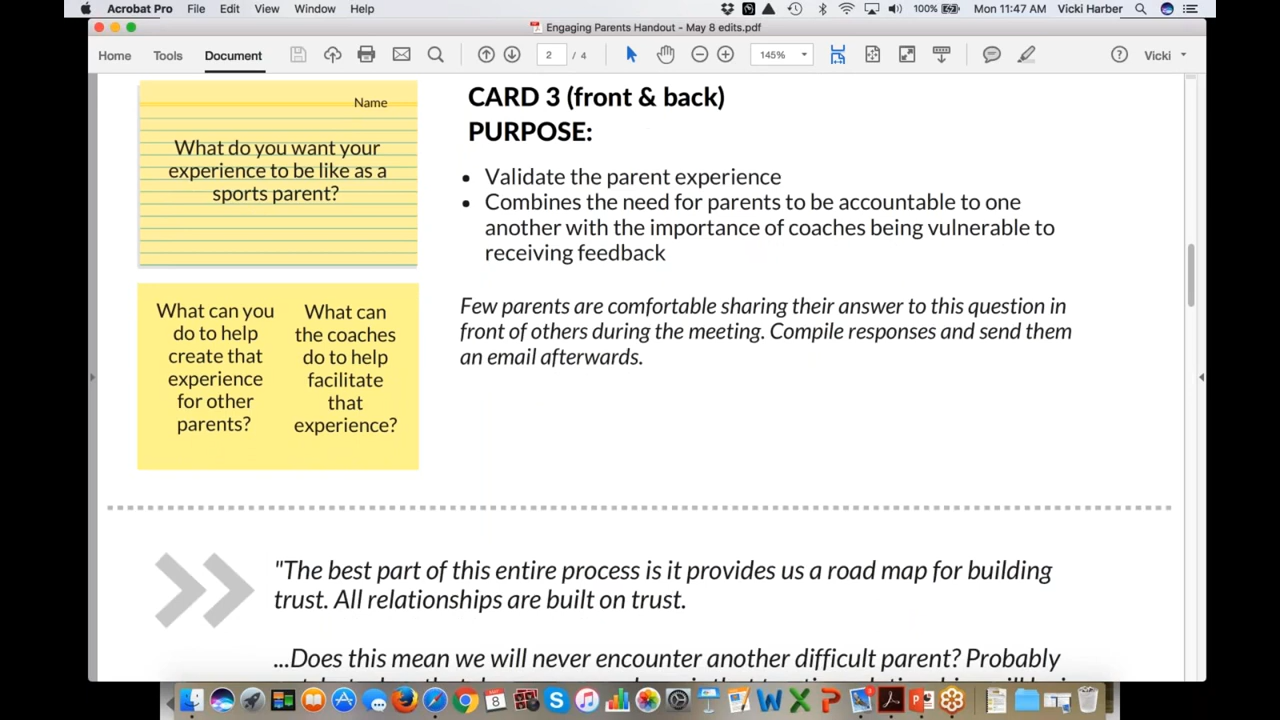 Acrobat Pro File Edit View Window Help 100% Mon 11:47 AM Vicki Harber
Engaging Parents Handout - May 8 edits.pdf
Home Tools Document 2 / 4 145% Vicki
Name
What do you want your
experience to be like as a
sports parent?
CARD 3 (front & back)
PURPOSE:
• Validate the parent experience
• Combines the need for parents to be accountable to one
another with the importance of coaches being vulnerable to
receiving feedback
What can you
do to help
create that
experience
for other
parents?
What can
the coaches
do to help
facilitate
that
experience?
Few parents are comfortable sharing their answer to this question in
front of others during the meeting. Compile responses and send them
an email afterwards.
"The best part of this entire process is it provides us a road map for building
trust. All relationships are built on trust.
...Does this mean we will never encounter another difficult parent? Probably
8